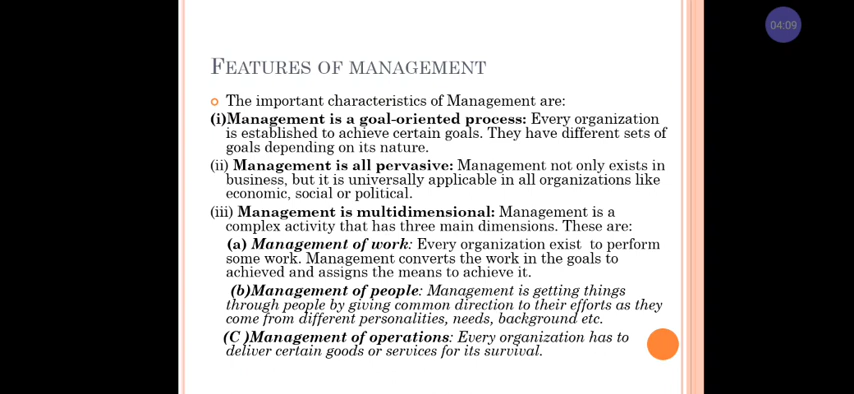 04:09
FEATURES OF MANAGEMENT
The important characteristics of Management are:
(i)Management is a goal-oriented process: Every organization
is established to achieve certain goals. They have different sets of
goals depending on its nature.
(ii) Management is all pervasive: Management not only exists in
business, but it is universally applicable in all organizations like
economic, social or political.
(iii) Management is multidimensional: Management is a
complex activity that has three main dimensions. These are:
(a) Management of work: Every organization exist to perform
some work. Management converts the work in the goals to
achieved and assigns the means to achieve it.
(b)Management of people: Management is getting things
through people by giving common direction to their efforts as they
come from different personalities, needs, background etc.
(C )Management of operations: Every organization has to
deliver certain goods or services for its survival.